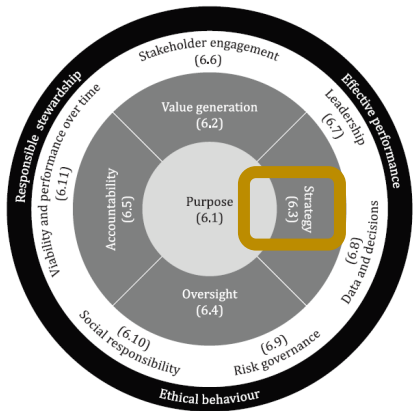 Responsible stewardship
Effective performance
Ethical behaviour
Stakeholder engagement
(6.6)
Leadership
(6.7)
Data and decisions
(6.8)
Risk governance
(6.9)
Social responsibility
(6.10)
Viability and performance over time
(6.11)
Value generation
(6.2)
Strategy
(6.3)
Oversight
(6.4)
Accountability
(6.5)
Purpose
(6.1)